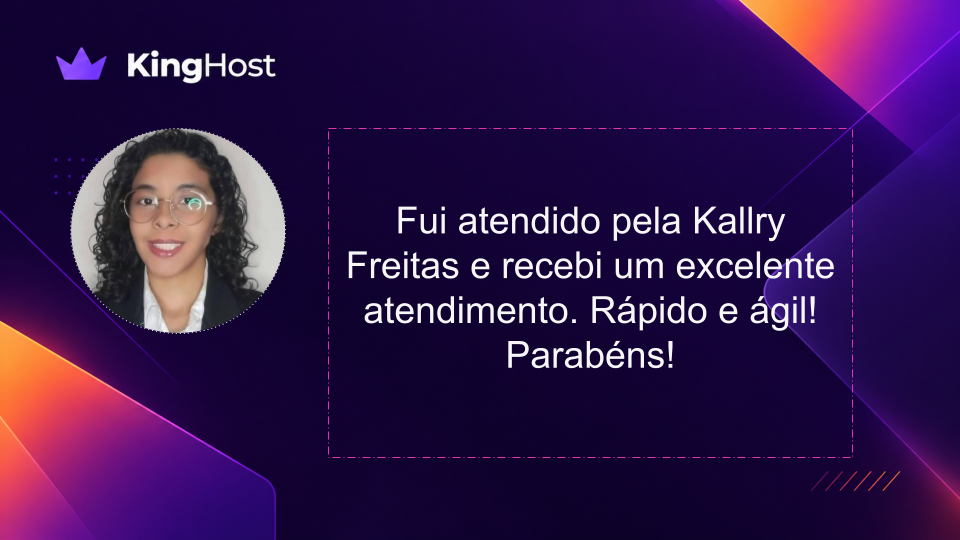 KingHost
Fui atendido pela Kallry
Freitas e recebi um excelente
atendimento. Rápido e ágil!
Parabéns!